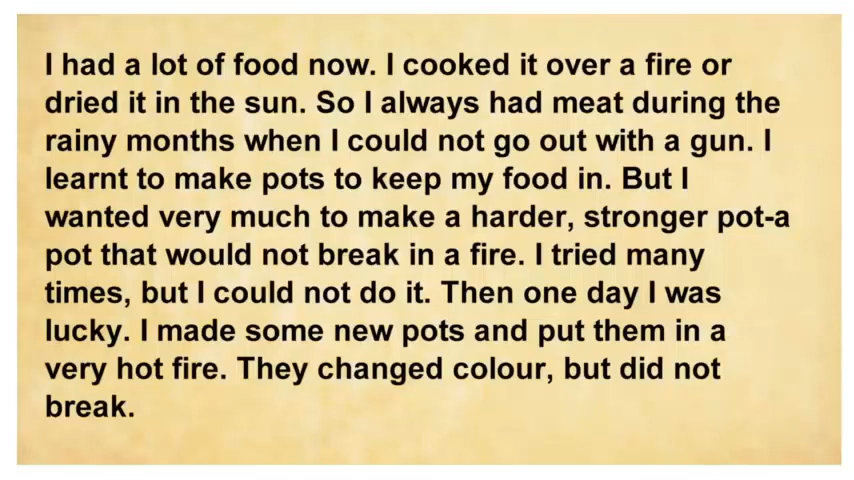 I had a lot of food now. I cooked it over a fire or
dried it in the sun. So I always had meat during the
rainy months when I could not go out with a gun. I
learnt to make pots to keep my food in. But I
wanted very much to make a harder, stronger pot-a
pot that would not break in a fire. I tried many
times, but I could not do it. Then one day I was
lucky. I made some new pots and put them in a
very hot fire. They changed colour, but did not
break.